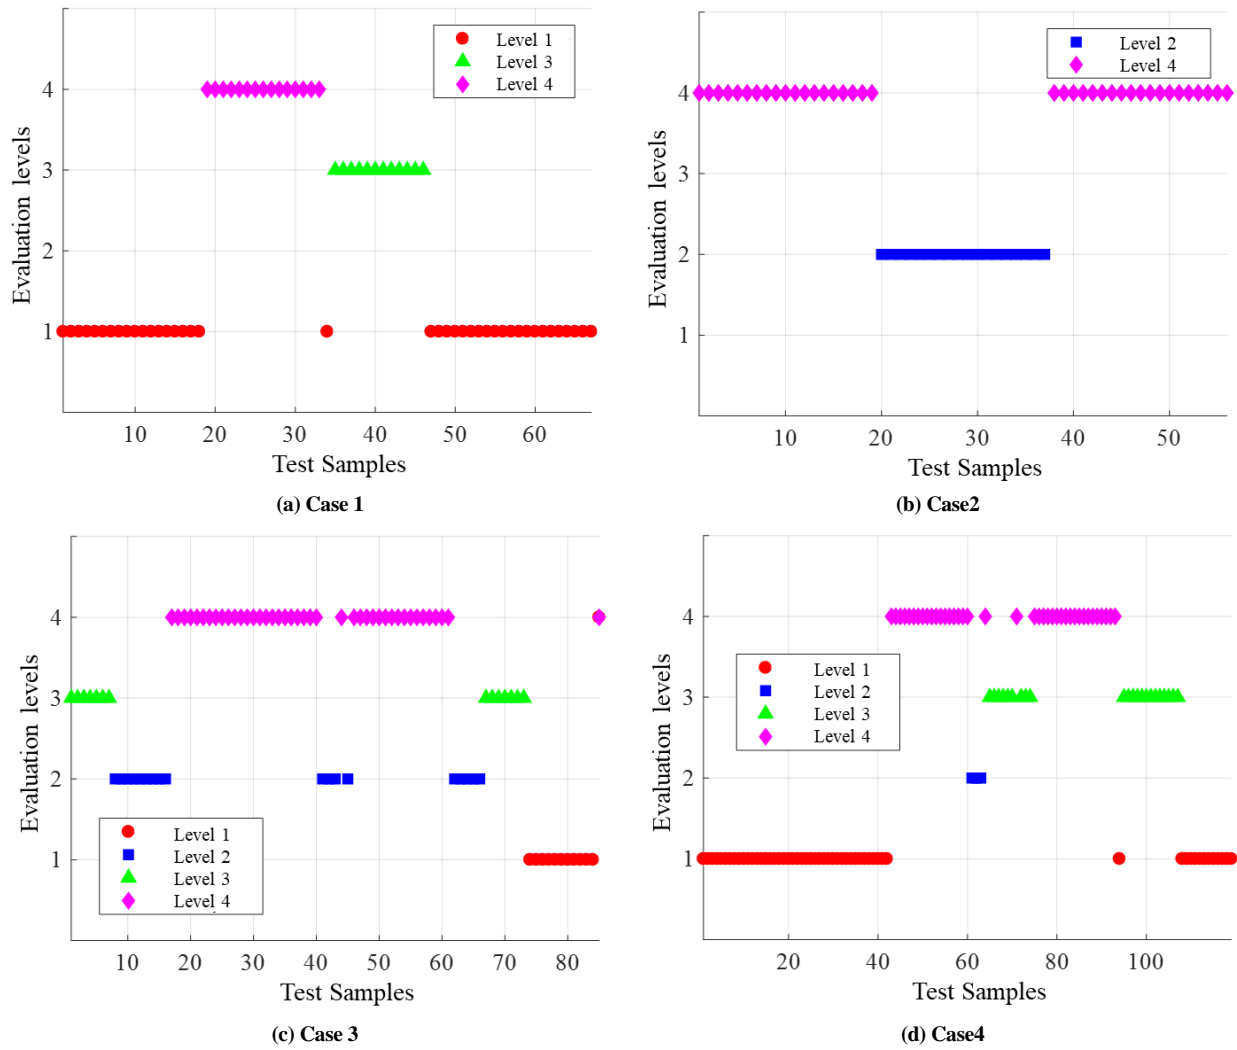 Level 1
Level 3
Level 4
4
3
2
1
Evaluation levels
10 20 30 40 50 60
Test Samples
(a) Case 1
Level 2
Level 4
4
3
2
1
Evaluation levels
10 20 30 40 50
Test Samples
(b) Case2
4
3
2
1
Evaluation levels
Level 1
Level 2
Level 3
Level 4
10 20 30 40 50 60 70 80
Test Samples
(c) Case 3
4
3
2
1
Evaluation levels
Level 1
Level 2
Level 3
Level 4
20 40 60 80 100
Test Samples
(d) Case4